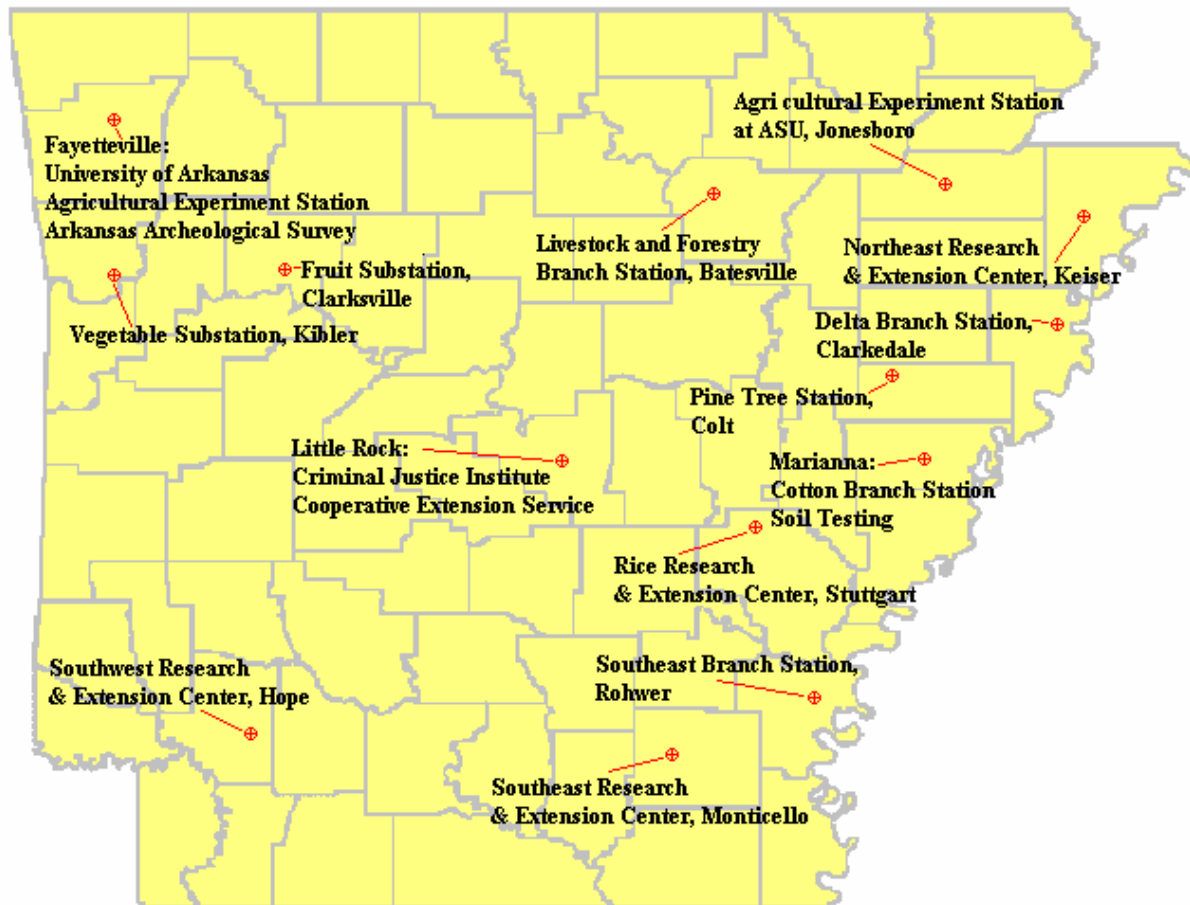 Agri cultural Experiment Station
at ASU, Jonesboro
Fayetteville:
University of Arkansas
Agricultural Experiment Station
Arkansas Archeological Survey
Livestock and Forestry
Branch Station, Batesville
Northeast Research
& Extension Center, Keiser
Fruit Substation,
Clarksville
Vegetable Substation, Kibler
Delta Branch Station,
Clarkedale
Pine Tree Station,
Colt
Little Rock:
Criminal Justice Institute
Cooperative Extension Service
Marianna:
Cotton Branch Station
Soil Testing
Rice Research
& Extension Center, Stuttgart
Southwest Research
& Extension Center, Hope
Southeast Branch Station,
Rohwer
Southeast Research
& Extension Center, Monticello